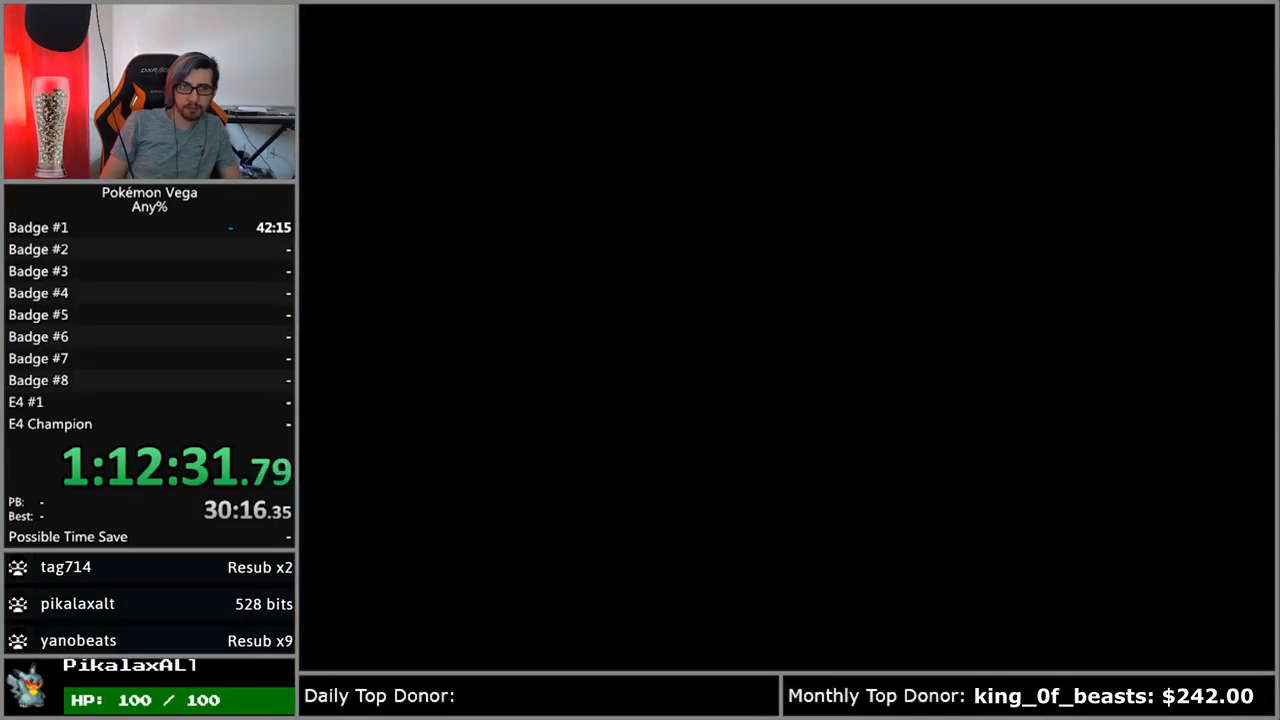 Pokémon Vega
Any%
Badge #1 - 42:15
Badge #2 -
Badge #3 -
Badge #4 -
Badge #5 -
Badge #6 -
Badge #7 -
Badge #8 -
E4 #1 -
E4 Champion -
1:12:31.79
PB: -
Best: -
30:16.35
Possible Time Save -
tag714 Resub x2
pikalaxalt 528 bits
yanobeats Resub x9
PikalaxALT
HP: 100 / 100
Daily Top Donor:
Monthly Top Donor: king_0f_beasts: $242.00